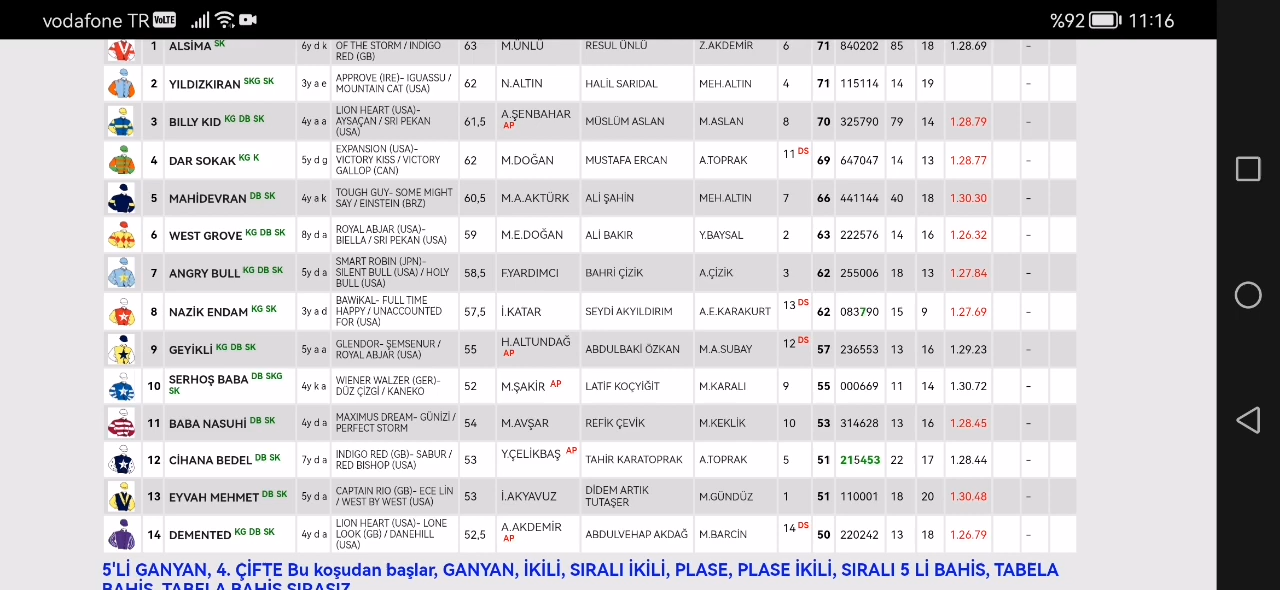 vodafone TR VoLTE %92 11:16
1 ALSİMA SK 6y d k OF THE STORM / INDIGO RED (GB) 63 M.ÜNLÜ RESUL ÜNLÜ Z.AKDEMİR 6 71 840202 85 18 1.28.69 -
2 YILDIZKIRAN SKG SK 3y a e APPROVE (IRE)- IGUASSU / MOUNTAIN CAT (USA) 62 N.ALTIN HALİL SARIDAL MEH.ALTIN 4 71 115114 14 19 -
3 BILLY KID KG DB SK 4y a a LION HEART (USA)- AYSAÇAN / SRI PEKAN (USA) 61,5 A.ŞENBAHAR AP MÜSLÜM ASLAN M.ASLAN 8 70 325790 79 14 1.28.79 -
4 DAR SOKAK KG K 5y d g EXPANSION (USA)- VICTORY KISS / VICTORY GALLOP (CAN) 62 M.DOĞAN MUSTAFA ERCAN A.TOPRAK 11 DS 69 647047 14 13 1.28.77 -
5 MAHİDEVRAN DB SK 4y a k TOUGH GUY- SOME MIGHT SAY / EINSTEIN (BRZ) 60,5 M.A.AKTÜRK ALİ ŞAHİN MEH.ALTIN 7 66 441144 40 18 1.30.30 -
6 WEST GROVE KG DB SK 8y d a ROYAL ABJAR (USA)- BIELLA / SRI PEKAN (USA) 59 M.E.DOĞAN ALİ BAKIR Y.BAYSAL 2 63 222576 14 16 1.26.32 -
7 ANGRY BULL KG DB SK 5y d a SMART ROBIN (JPN)- SILENT BULL (USA) / HOLY BULL (USA) 58,5 F.YARDIMCI BAHRİ ÇİZİK A.ÇİZİK 3 62 255006 18 13 1.27.84 -
8 NAZİK ENDAM KG SK 3y a d BAWİKAL- FULL TIME HAPPY / UNACCOUNTED FOR (USA) 57,5 İ.KATAR SEYDİ AKYILDIRIM A.E.KARAKURT 13 DS 62 083790 15 9 1.27.69 -
9 GEYİKLİ KG DB SK 5y a a GLENDOR- ŞEMSENUR / ROYAL ABJAR (USA) 55 H.ALTUNDAĞ AP ABDULBAKİ ÖZKAN M.A.SUBAY 12 DS 57 236553 13 16 1.29.23 -
10 SERHOŞ BABA DB SKG SK 4y k a WIENER WALZER (GER)- DÜZ ÇİZGİ / KANEKO 52 M.ŞAKİR AP LATİF KOÇYİĞİT M.KARALI 9 55 000669 11 14 1.30.72 -
11 BABA NASUHİ DB SK 4y d a MAXIMUS DREAM- GÜNİZİ / PERFECT STORM 54 M.AVŞAR REFİK ÇEVİK M.KEKLİK 10 53 314628 13 16 1.28.45 -
12 CİHANA BEDEL DB SK 7y d a INDIGO RED (GB)- SABUR / RED BISHOP (USA) 53 Y.ÇELİKBAŞ AP TAHİR KARATOPRAK A.TOPRAK 5 51 215453 22 17 1.28.44 -
13 EYVAH MEHMET DB SK 5y d a CAPTAIN RIO (GB)- ECE LİN / WEST BY WEST (USA) 53 İ.AKYAVUZ DİDEM ARTIK TUTAŞER M.GÜNDÜZ 1 51 110001 18 20 1.30.48 -
14 DEMENTED KG DB SK 4y d a LION HEART (USA)- LONE LOOK (GB) / DANEHILL (USA) 52,5 A.AKDEMİR AP ABDULVEHAP AKDAĞ M.BARCİN 14 DS 50 220242 13 18 1.26.79 -
5'Lİ GANYAN, 4. ÇİFTE Bu koşudan başlar, GANYAN, İKİLİ, SIRALI İKİLİ, PLASE, PLASE İKİLİ, SIRALI 5 Lİ BAHİS, TABELA
BAHİS, TABELA BAHİS SIRASIZ